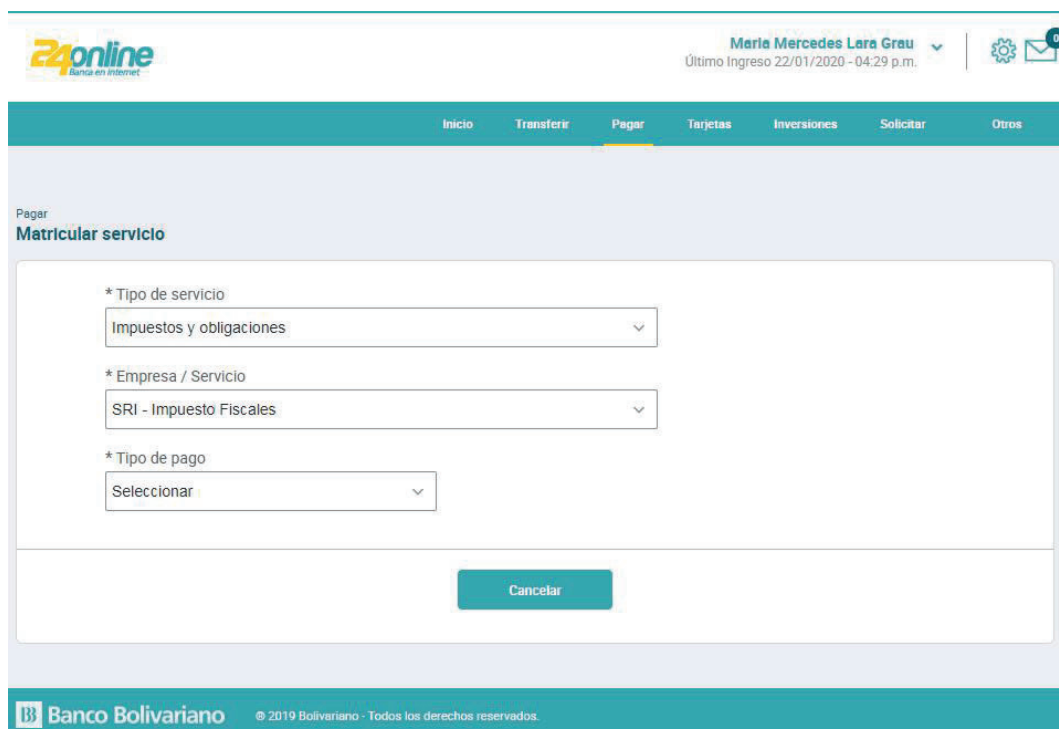 24online
Banca en internet
Maria Mercedes Lara Grau
Último Ingreso 22/01/2020 - 04:29 p.m.
0
Inicio Transferir Pagar Tarjetas Inversiones Solicitar Otros
Pagar
Matricular servicio
* Tipo de servicio
Impuestos y obligaciones
* Empresa / Servicio
SRI - Impuesto Fiscales
* Tipo de pago
Seleccionar
Cancelar
Banco Bolivariano © 2019 Bolivariano - Todos los derechos reservados.